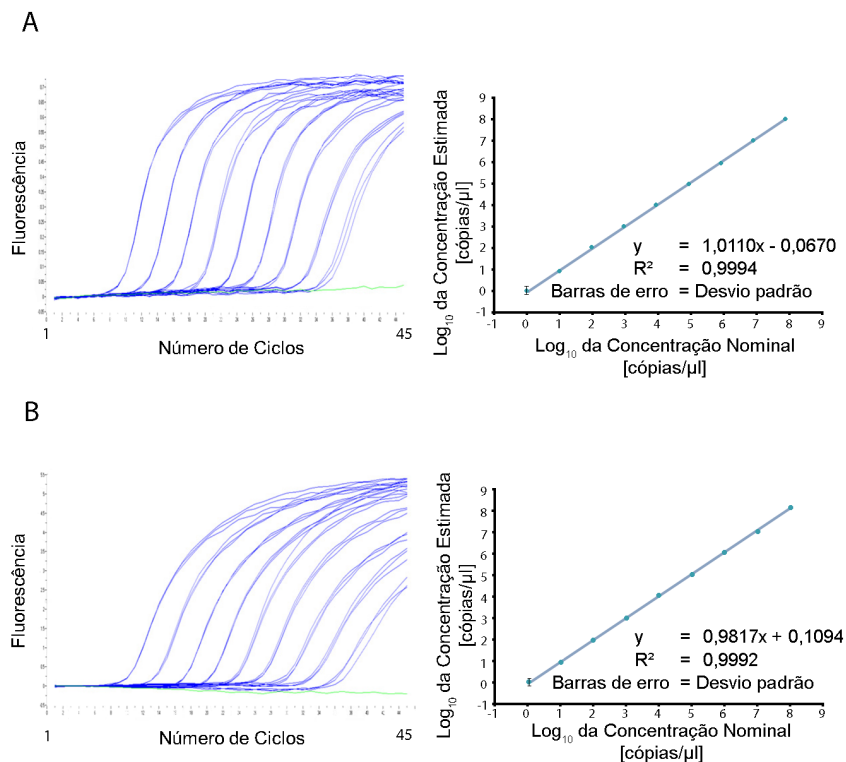 A
Fluorescência
1
45
Número de Ciclos
Log₁₀ da Concentração Estimada
[cópias/µl]
9
8
7
6
5
4
3
2
1
0
-1
y = 1,0110x - 0,0670
R² = 0,9994
Barras de erro = Desvio padrão
-1 0 1 2 3 4 5 6 7 8 9
Log₁₀ da Concentração Nominal
[cópias/µl]
B
Fluorescência
1
45
Número de Ciclos
Log₁₀ da Concentração Estimada
[cópias/µl]
9
8
7
6
5
4
3
2
1
0
-1
y = 0,9817x + 0,1094
R² = 0,9992
Barras de erro = Desvio padrão
-1 0 1 2 3 4 5 6 7 8 9
Log₁₀ da Concentração Nominal
[cópias/µl]